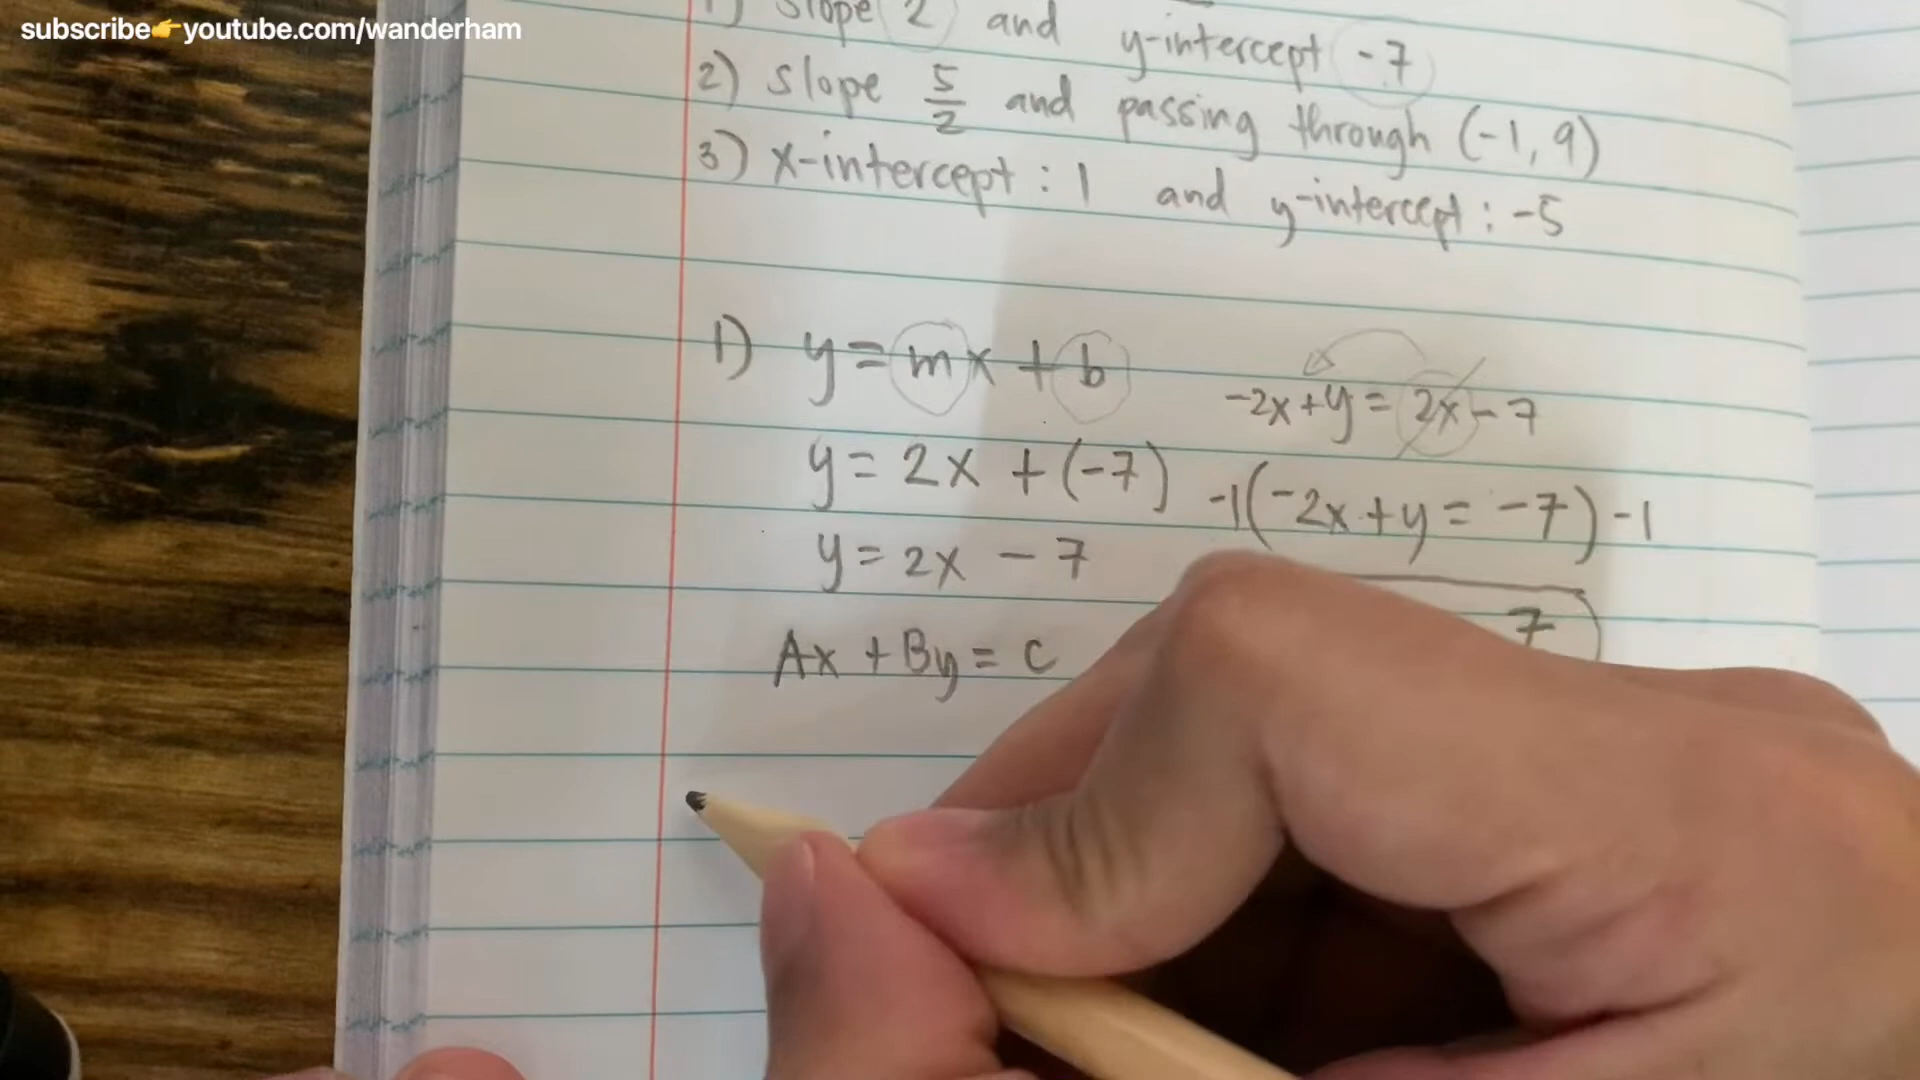 subscribe👉youtube.com/wanderham
1) slope 2 and y-intercept -7
2) slope 5/2 and passing through (-1, 9)
3) x-intercept : 1 and y-intercept : -5
1) y = mx + b
y = 2x + (-7)
y = 2x - 7
Ax + By = C
-2x + y = 2x - 7
-1(-2x + y = -7) -1
7